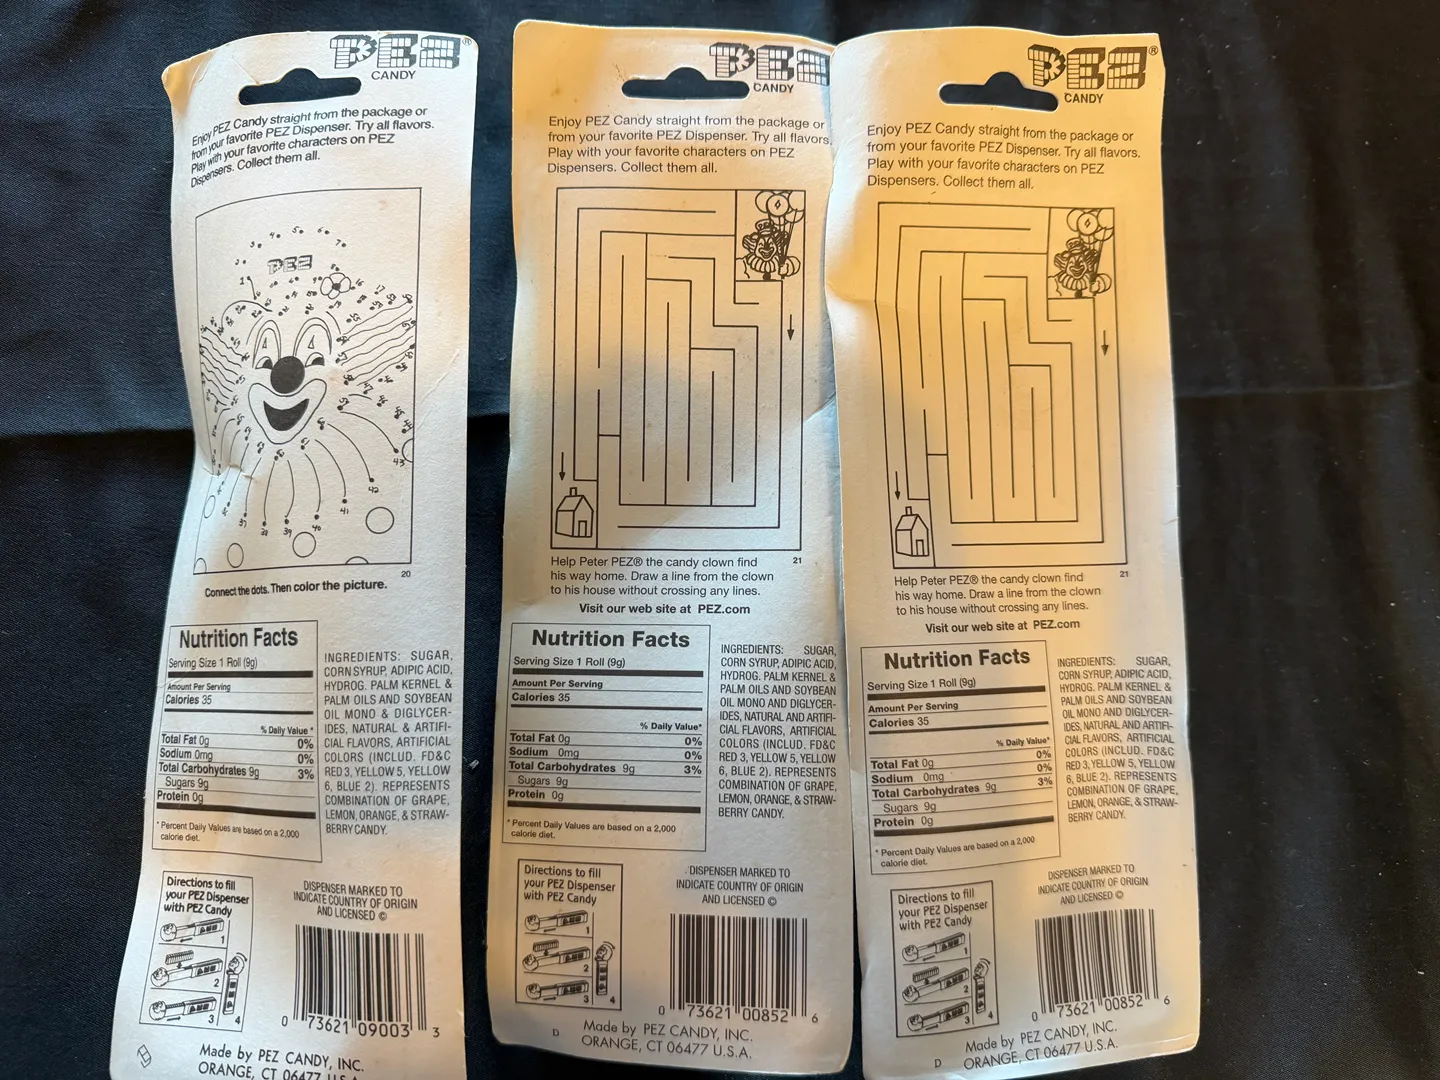 PEZ®
CANDY
Enjoy PEZ Candy straight from the package or
from your favorite PEZ Dispenser. Try all flavors.
Play with your favorite characters on PEZ
Dispensers. Collect them all.
PEZ
20
Connect the dots. Then color the picture.
Nutrition Facts
Serving Size 1 Roll (9g)
Amount Per Serving
Calories 35
% Daily Value*
Total Fat 0g 0%
Sodium 0mg 0%
Total Carbohydrates 9g 3%
Sugars 9g
Protein 0g
* Percent Daily Values are based on a 2,000
calorie diet.
INGREDIENTS: SUGAR,
CORN SYRUP, ADIPIC ACID,
HYDROG. PALM KERNEL &
PALM OILS AND SOYBEAN
OIL MONO & DIGLYCER-
IDES, NATURAL & ARTIFI-
CIAL FLAVORS, ARTIFICIAL
COLORS (INCLUD. FD&C
RED 3, YELLOW 5, YELLOW
6, BLUE 2). REPRESENTS
COMBINATION OF GRAPE,
LEMON, ORANGE, & STRAW-
BERRY CANDY.
Directions to fill
your PEZ Dispenser
with PEZ Candy
1
2
3 4
DISPENSER MARKED TO
INDICATE COUNTRY OF ORIGIN
AND LICENSED ©
0 73621 09003 3
Made by PEZ CANDY, INC.
ORANGE, CT 06477 U.S.A.
PEZ
CANDY
Enjoy PEZ Candy straight from the package or
from your favorite PEZ Dispenser. Try all flavors.
Play with your favorite characters on PEZ
Dispensers. Collect them all.
21
Help Peter PEZ® the candy clown find
his way home. Draw a line from the clown
to his house without crossing any lines.
Visit our web site at PEZ.com
Nutrition Facts
Serving Size 1 Roll (9g)
Amount Per Serving
Calories 35
% Daily Value*
Total Fat 0g 0%
Sodium 0mg 0%
Total Carbohydrates 9g 3%
Sugars 9g
Protein 0g
* Percent Daily Values are based on a 2,000
calorie diet.
INGREDIENTS: SUGAR,
CORN SYRUP, ADIPIC ACID,
HYDROG. PALM KERNEL &
PALM OILS AND SOYBEAN
OIL MONO & DIGLYCER-
IDES, NATURAL AND ARTIFI-
CIAL FLAVORS, ARTIFICIAL
COLORS (INCLUD. FD&C
RED 3, YELLOW 5, YELLOW
6, BLUE 2). REPRESENTS
COMBINATION OF GRAPE,
LEMON, ORANGE, & STRAW-
BERRY CANDY.
Directions to fill
your PEZ Dispenser
with PEZ Candy
1
2
3 4
DISPENSER MARKED TO
INDICATE COUNTRY OF ORIGIN
AND LICENSED ©
0 73621 00852 6
D
Made by PEZ CANDY, INC.
ORANGE, CT 06477 U.S.A.
PEZ®
CANDY
Enjoy PEZ Candy straight from the package or
from your favorite PEZ Dispenser. Try all flavors.
Play with your favorite characters on PEZ
Dispensers. Collect them all.
21
Help Peter PEZ® the candy clown find
his way home. Draw a line from the clown
to his house without crossing any lines.
Visit our web site at PEZ.com
Nutrition Facts
Serving Size 1 Roll (9g)
Amount Per Serving
Calories 35
% Daily Value*
Total Fat 0g 0%
Sodium 0mg 0%
Total Carbohydrates 9g 3%
Sugars 9g
Protein 0g
* Percent Daily Values are based on a 2,000
calorie diet.
INGREDIENTS: SUGAR,
CORN SYRUP, ADIPIC ACID,
HYDROG. PALM KERNEL &
PALM OILS AND SOYBEAN
OIL MONO & DIGLYCER-
IDES, NATURAL AND ARTIFI-
CIAL FLAVORS, ARTIFICIAL
COLORS (INCLUD. FD&C
RED 3, YELLOW 5, YELLOW
6, BLUE 2). REPRESENTS
COMBINATION OF GRAPE,
LEMON, ORANGE, & STRAW-
BERRY CANDY.
Directions to fill
your PEZ Dispenser
with PEZ Candy
1
2
3 4
DISPENSER MARKED TO
INDICATE COUNTRY OF ORIGIN
AND LICENSED ©
0 73621 00852 6
D
Made by PEZ CANDY, INC.
ORANGE, CT 06477 U.S.A.